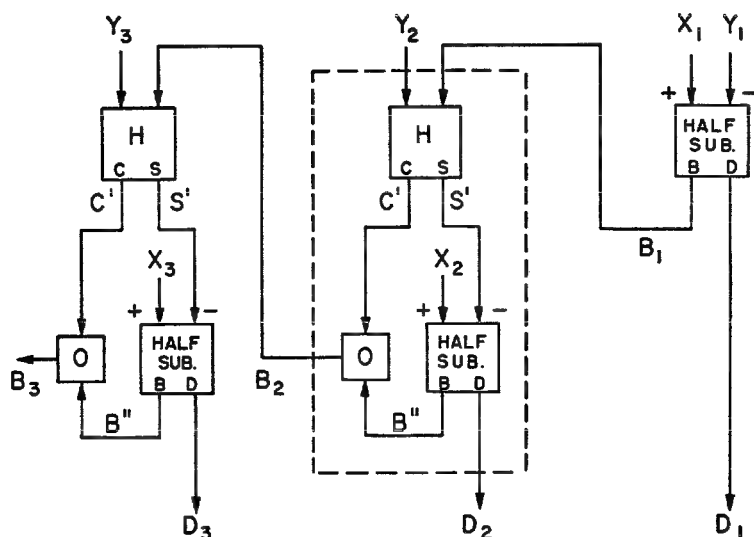 Y₃ Y₂ X₁ Y₁
+ −
H H HALF SUB.
C S C S B D
C' S' C' S'
B₁
X₃ X₂
+ − + −
O HALF SUB. O HALF SUB.
B D B D
B₃ B₂
B" B"
D₃ D₂ D₁